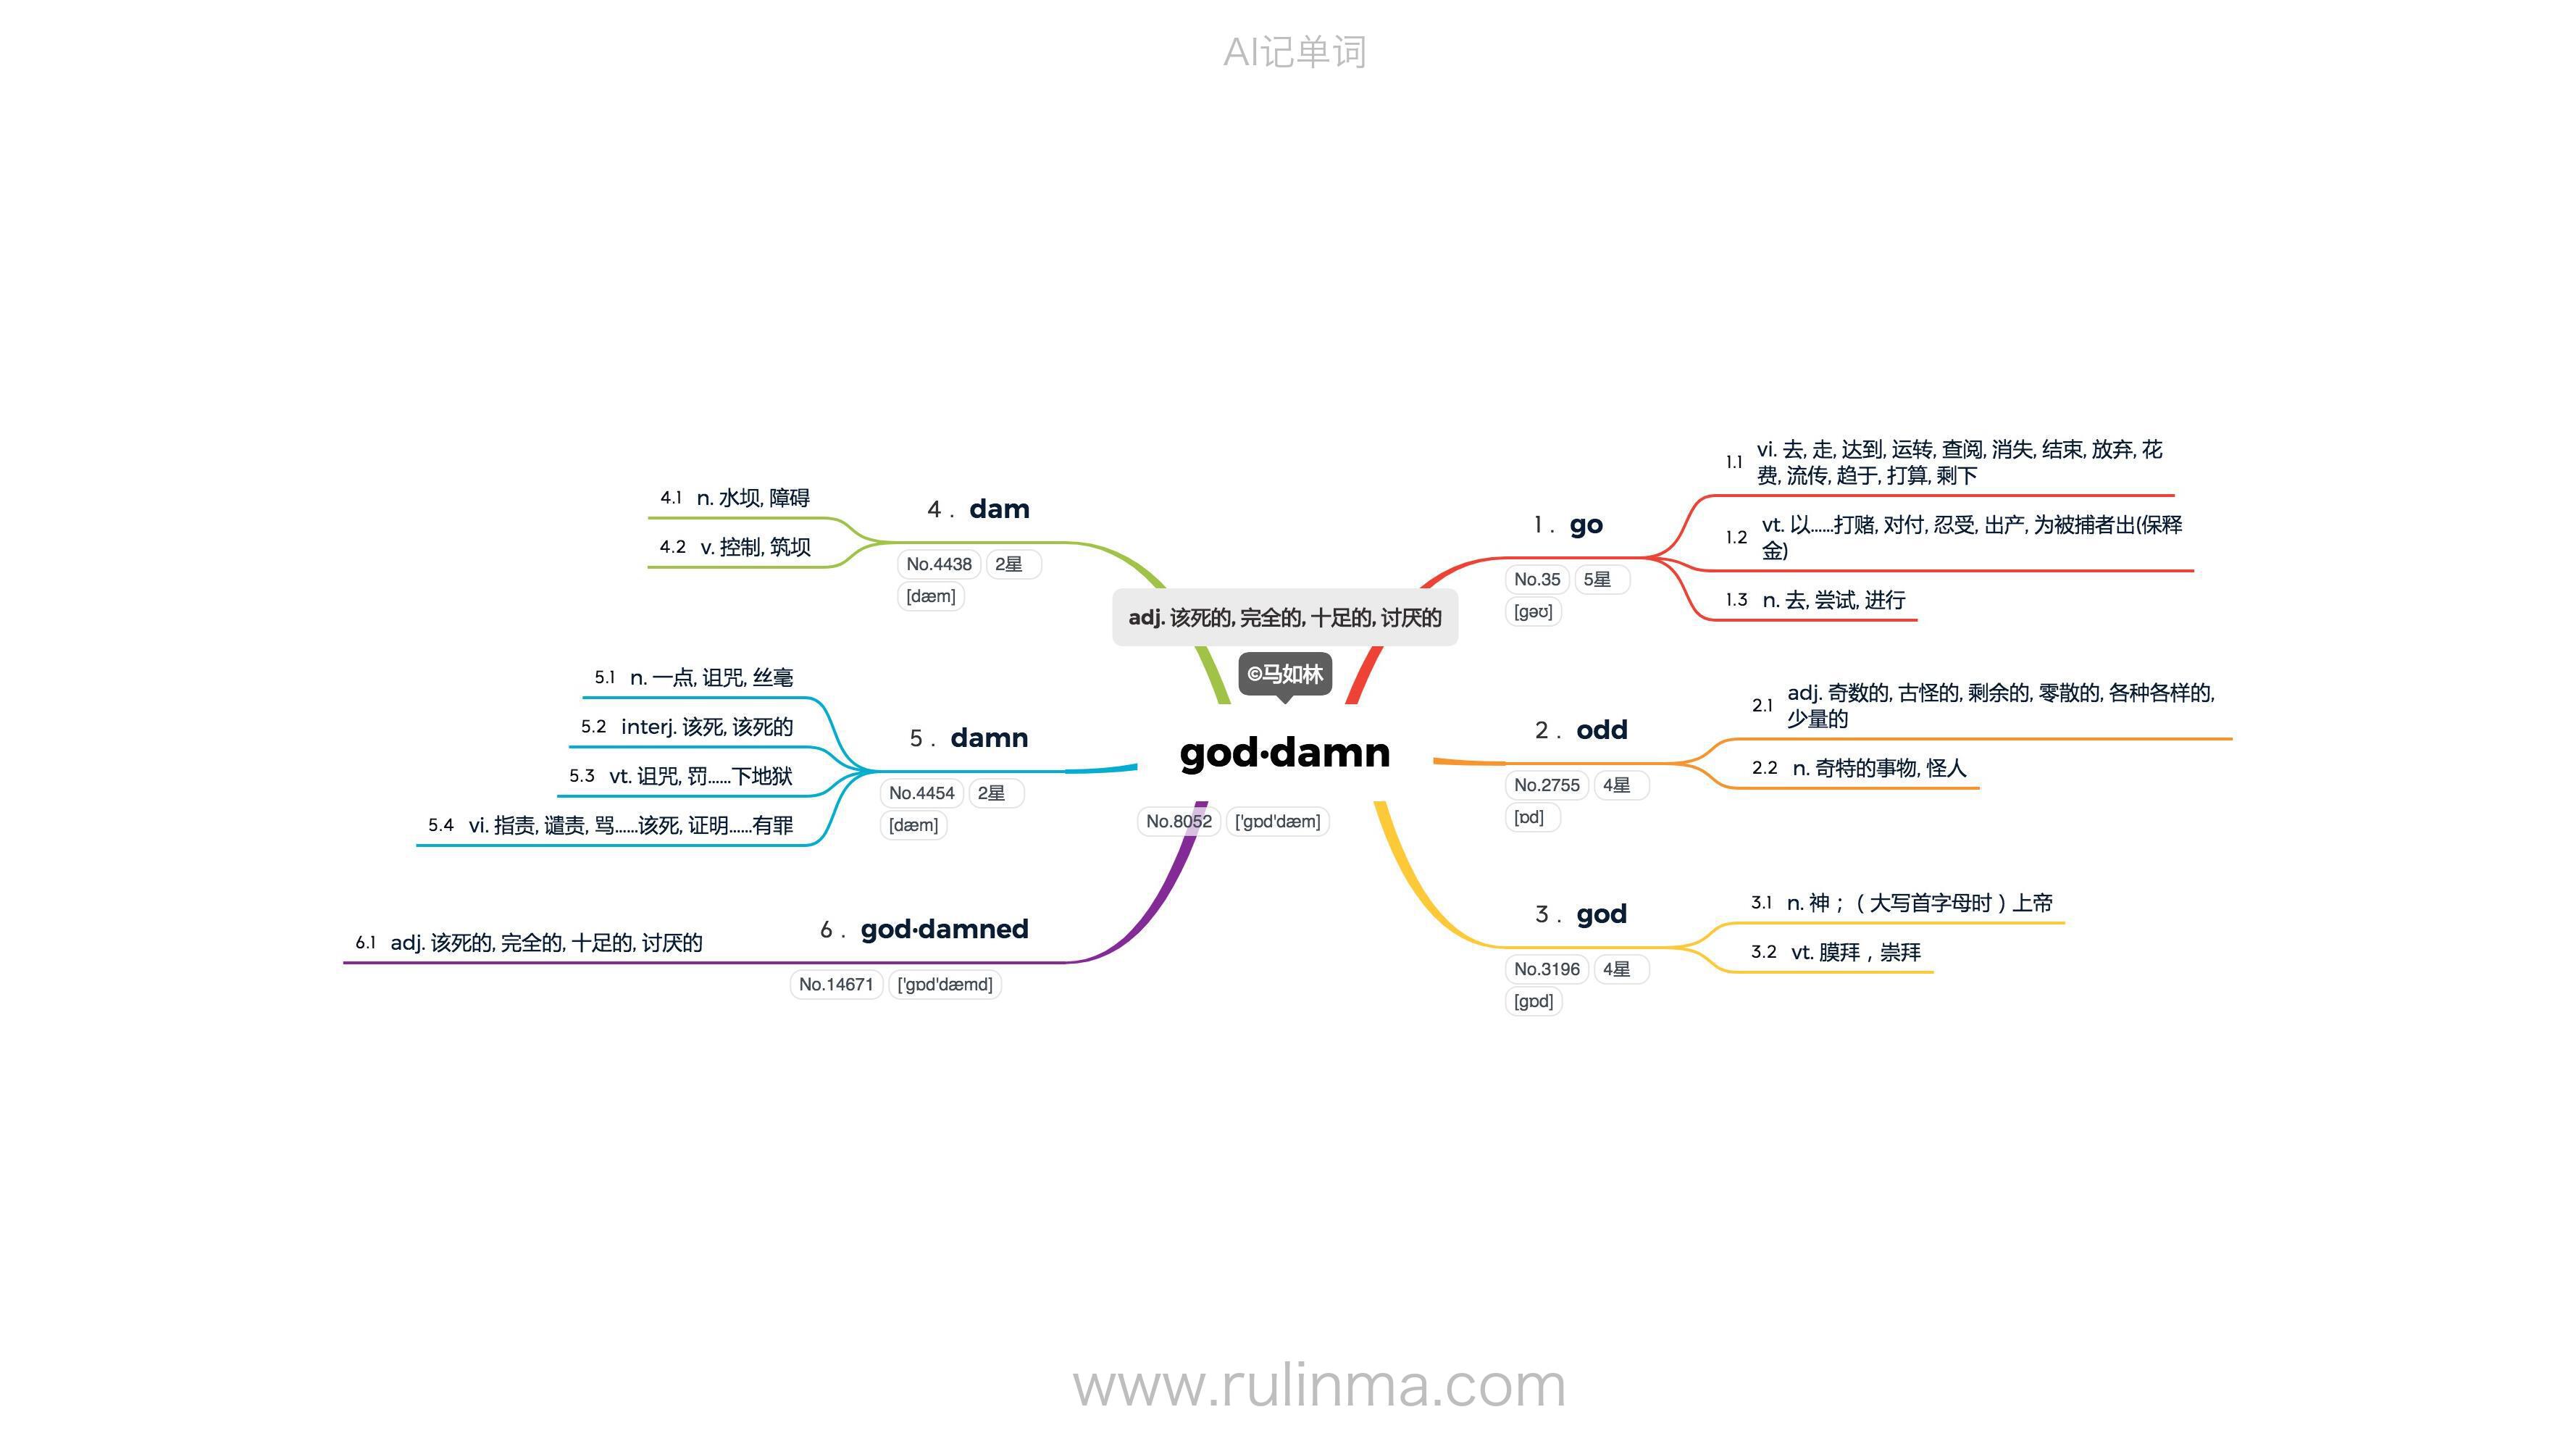 AI记单词
adj. 该死的, 完全的, 十足的, 讨厌的
©马如林
god·damn
No.8052 ['ɡɒd'dæm]
1 . go
No.35 5星
[ɡəʊ]
1.1 vi. 去, 走, 达到, 运转, 查阅, 消失, 结束, 放弃, 花
费, 流传, 趋于, 打算, 剩下
1.2 vt. 以......打赌, 对付, 忍受, 出产, 为被捕者出(保释
金)
1.3 n. 去, 尝试, 进行
2 . odd
No.2755 4星
[ɒd]
2.1 adj. 奇数的, 古怪的, 剩余的, 零散的, 各种各样的,
少量的
2.2 n. 奇特的事物, 怪人
3 . god
No.3196 4星
[ɡɒd]
3.1 n. 神；（大写首字母时）上帝
3.2 vt. 膜拜，崇拜
4 . dam
No.4438 2星
[dæm]
4.1 n. 水坝, 障碍
4.2 v. 控制, 筑坝
5 . damn
No.4454 2星
[dæm]
5.1 n. 一点, 诅咒, 丝毫
5.2 interj. 该死, 该死的
5.3 vt. 诅咒, 罚......下地狱
5.4 vi. 指责, 谴责, 骂......该死, 证明......有罪
6 . god·damned
No.14671 ['ɡɒd'dæmd]
6.1 adj. 该死的, 完全的, 十足的, 讨厌的
www.rulinma.com